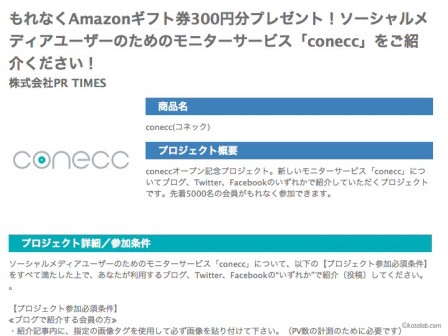 もれなくAmazonギフト券300円分プレゼント！ソーシャルメ
ディアユーザーのためのモニターサービス「conecc」をご紹
介ください！
株式会社PR TIMES
商品名
conecc(コネック)
conecc
プロジェクト概要
coneccオープン記念プロジェクト。新しいモニターサービス「conecc」に
ついてブログ、Twitter、Facebookのいずれかで紹介していただくプロジェクト
です。先着5000名の会員がもれなく参加できます。
プロジェクト詳細／参加条件
ソーシャルメディアユーザーのためのモニターサービス「conecc」について、以下の【プロジェクト参加必須条件】
をすべて満たした上で、あなたが利用するブログ、Twitter、Facebookの"いずれか"で紹介（投稿）してください
。
【プロジェクト参加必須条件】
≪ブログで紹介する会員の方≫
・紹介記事内に、指定の画像タグを使用して必ず画像を貼り付けて下さい。（PV数の計測のために必要です）
©kotolab.com